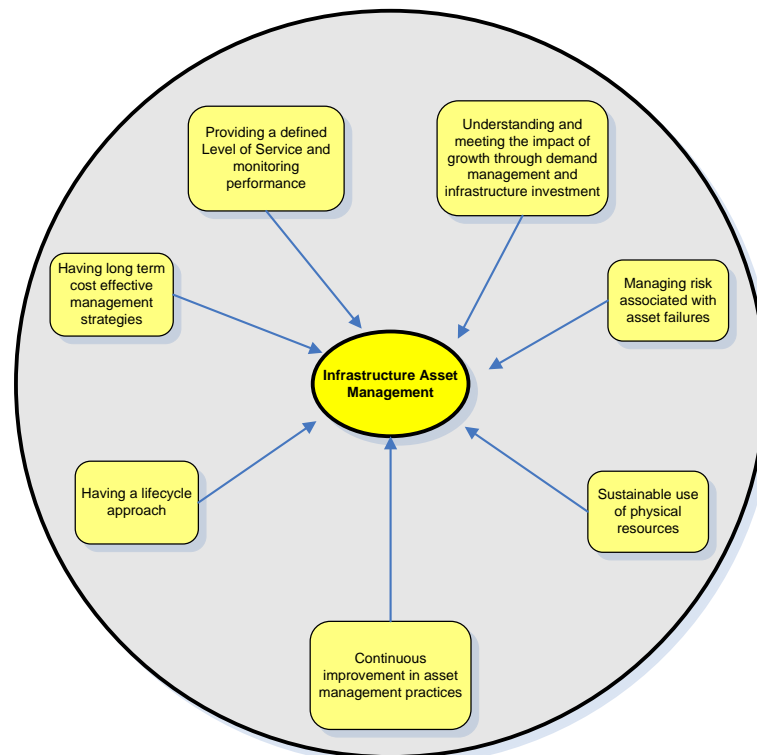 Providing a defined
Level of Service and
monitoring
performance
Understanding and
meeting the impact of
growth through demand
management and
infrastructure investment
Having long term
cost effective
management
strategies
Managing risk
associated with
asset failures
Infrastructure Asset
Management
Having a lifecycle
approach
Sustainable use
of physical
resources
Continuous
improvement in asset
management practices